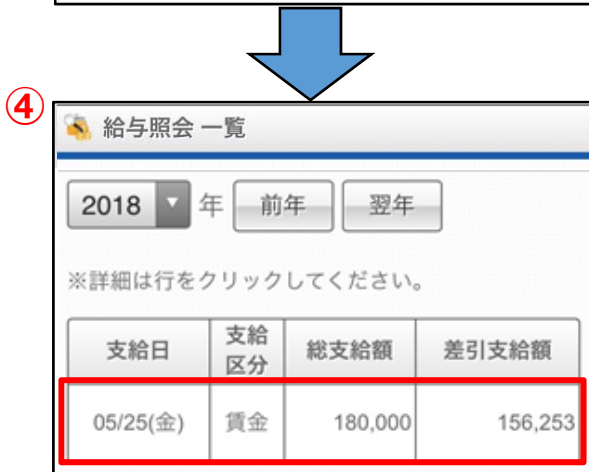 ④
給与照会 一覧
2018 年 前年 翌年
※詳細は行をクリックしてください。
支給日 支給区分 総支給額 差引支給額
05/25(金) 賃金 180,000 156,253